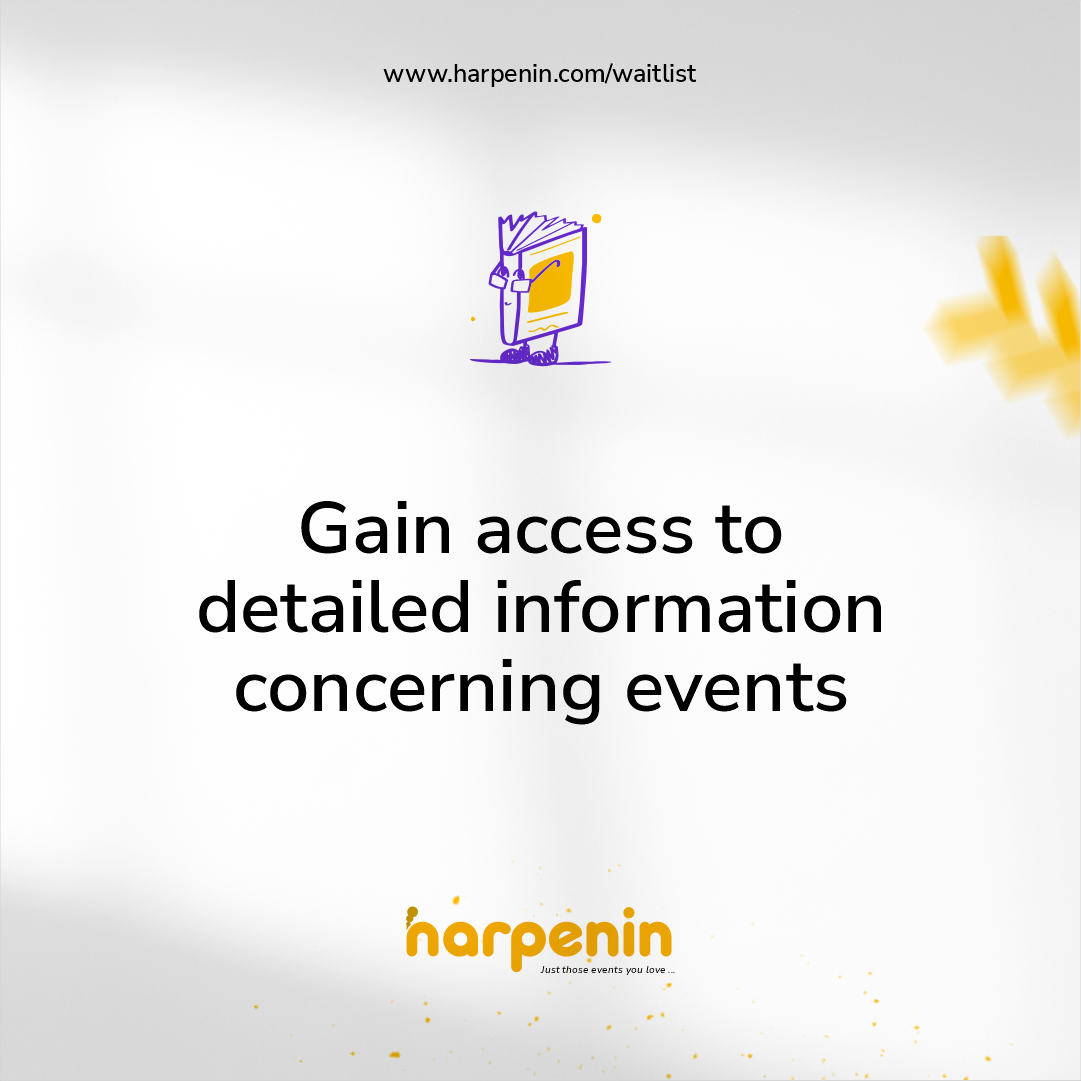 www.harpenin.com/waitlist
Gain access to
detailed information
concerning events
harpenin
Just those events you love ...